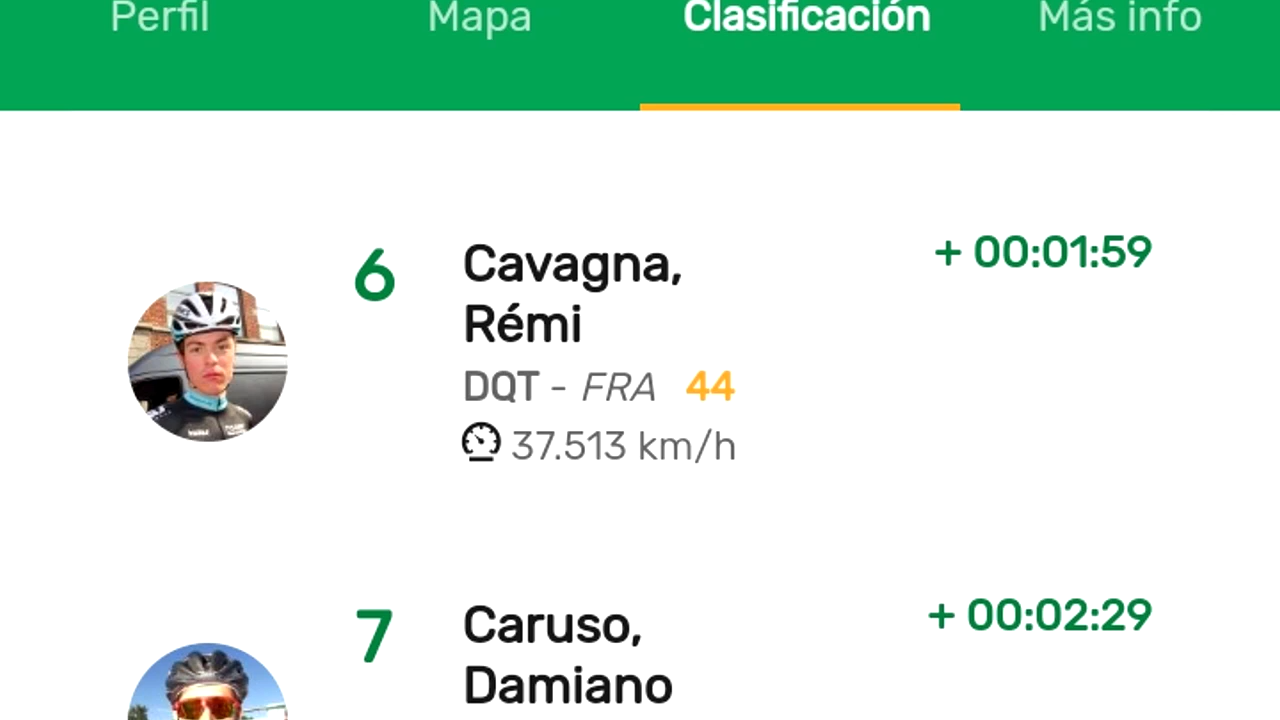 Perfil Mapa Clasificación Más info
6 Cavagna, + 00:01:59
Rémi
DQT - FRA 44
37.513 km/h
7 Caruso, + 00:02:29
Damiano